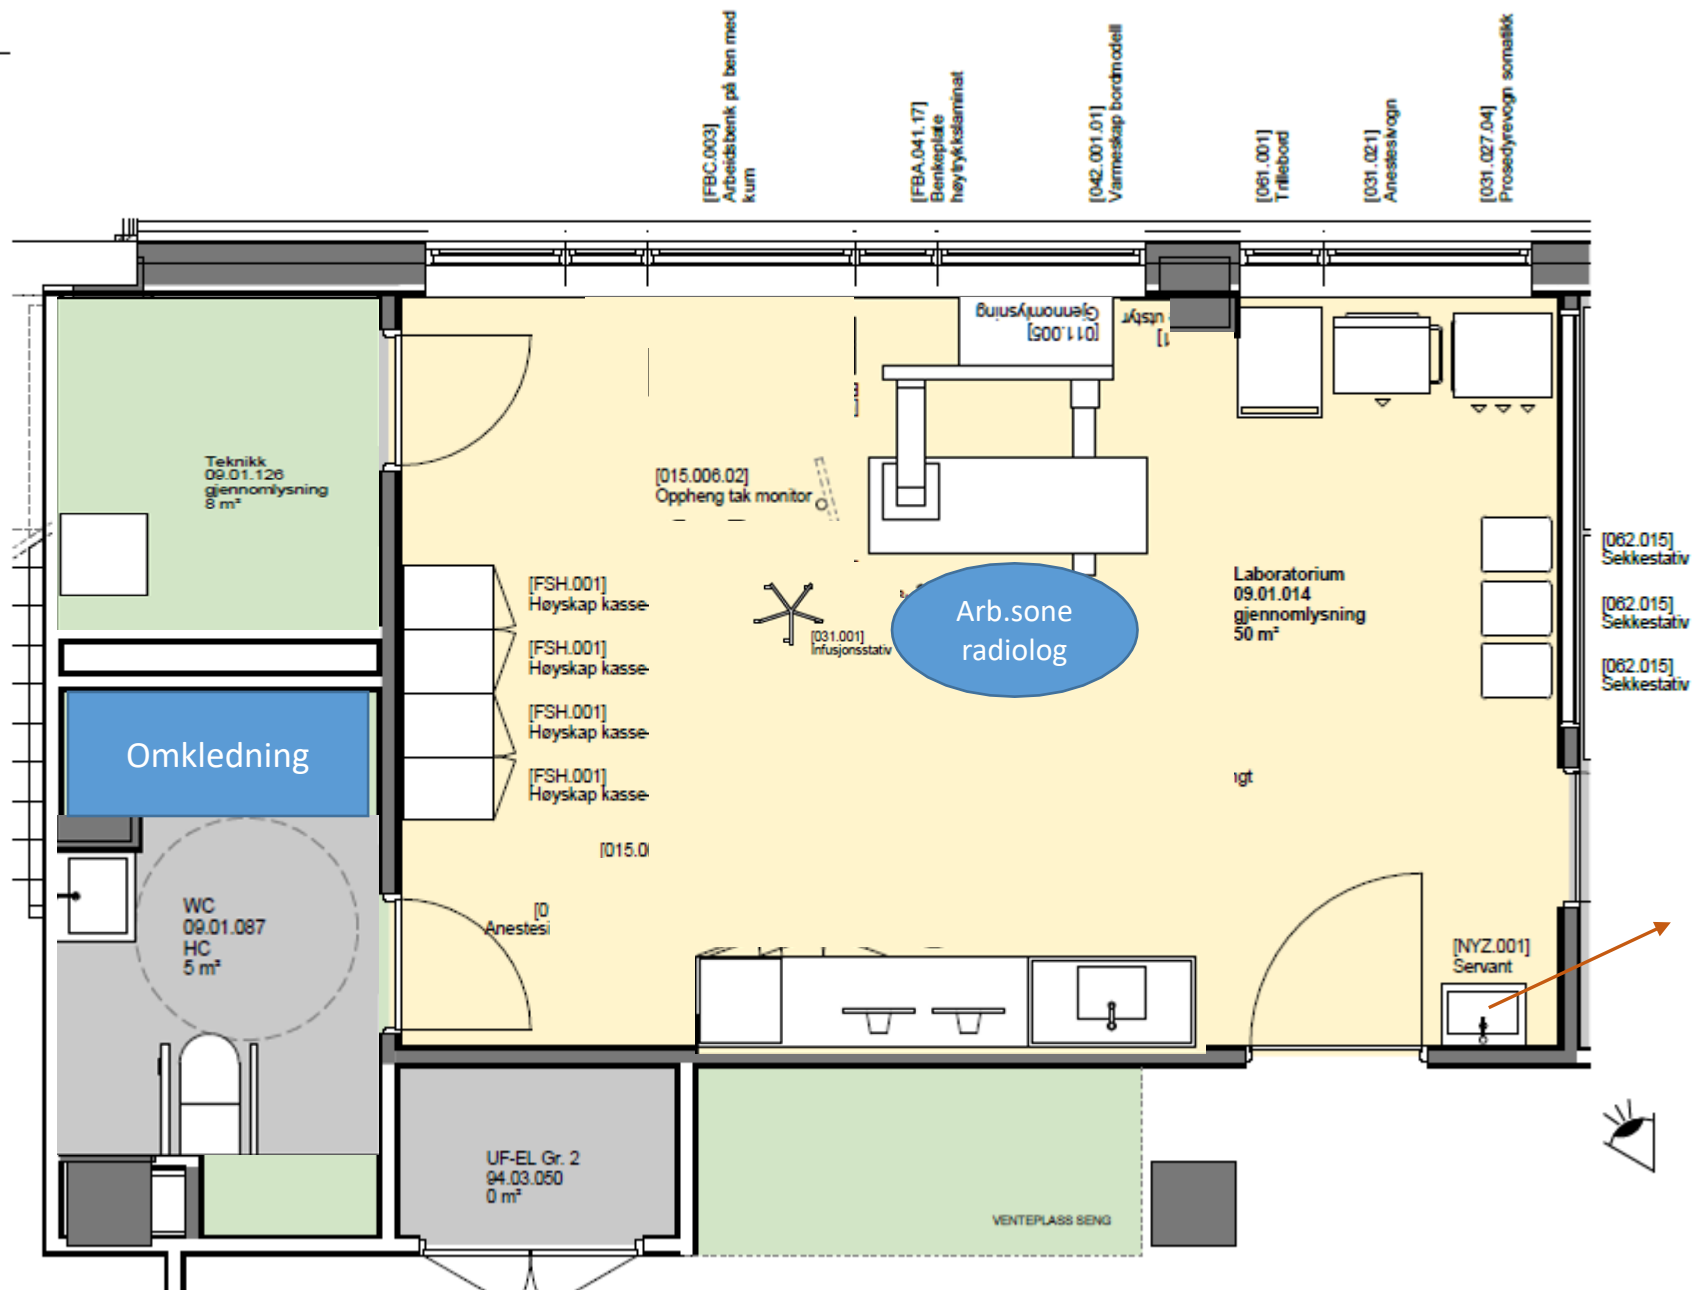 [FBC.003]
Arbeidsbenk på ben med
kum
[FBA.041.17]
Benkeplate
høytrykkslaminat
[042.001.01]
Varmeskap bordmodell
[061.001]
Trillebord
[031.021]
Anestesivogn
[031.027.04]
Prosedyrevogn somatikk
[011.005]
Gjennomlysning
utstyr
Teknikk
09.01.126
gjennomlysning
8 m²
[015.006.02]
Oppheng tak monitor
[FSH.001]
Høyskap kasse-
[FSH.001]
Høyskap kasse-
[FSH.001]
Høyskap kasse-
[FSH.001]
Høyskap kasse-
[031.001]
Infusjonsstativ
Arb.sone
radiolog
Laboratorium
09.01.014
gjennomlysning
50 m²
[062.015]
Sekkestativ
[062.015]
Sekkestativ
[062.015]
Sekkestativ
Omkledning
ngt
[015.0
[0
Anestesi
WC
09.01.087
HC
5 m²
[NYZ.001]
Servant
UF-EL Gr. 2
94.03.050
0 m²
VENTEPLASS SENG